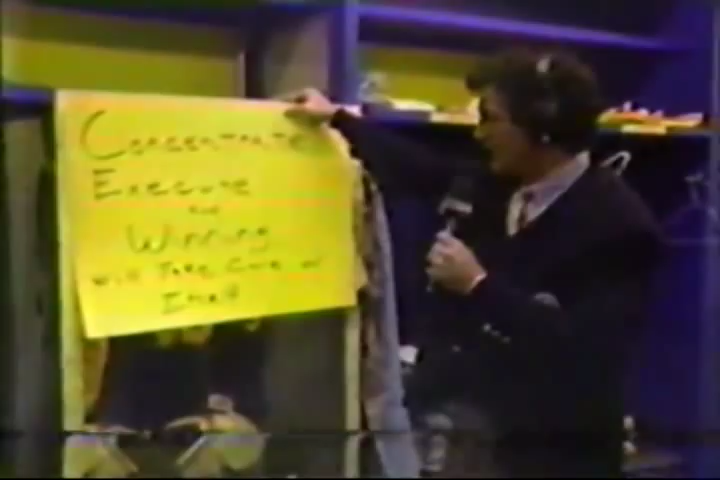 Concentrate
Execute
and
Winning
Will Take Care of
Itself